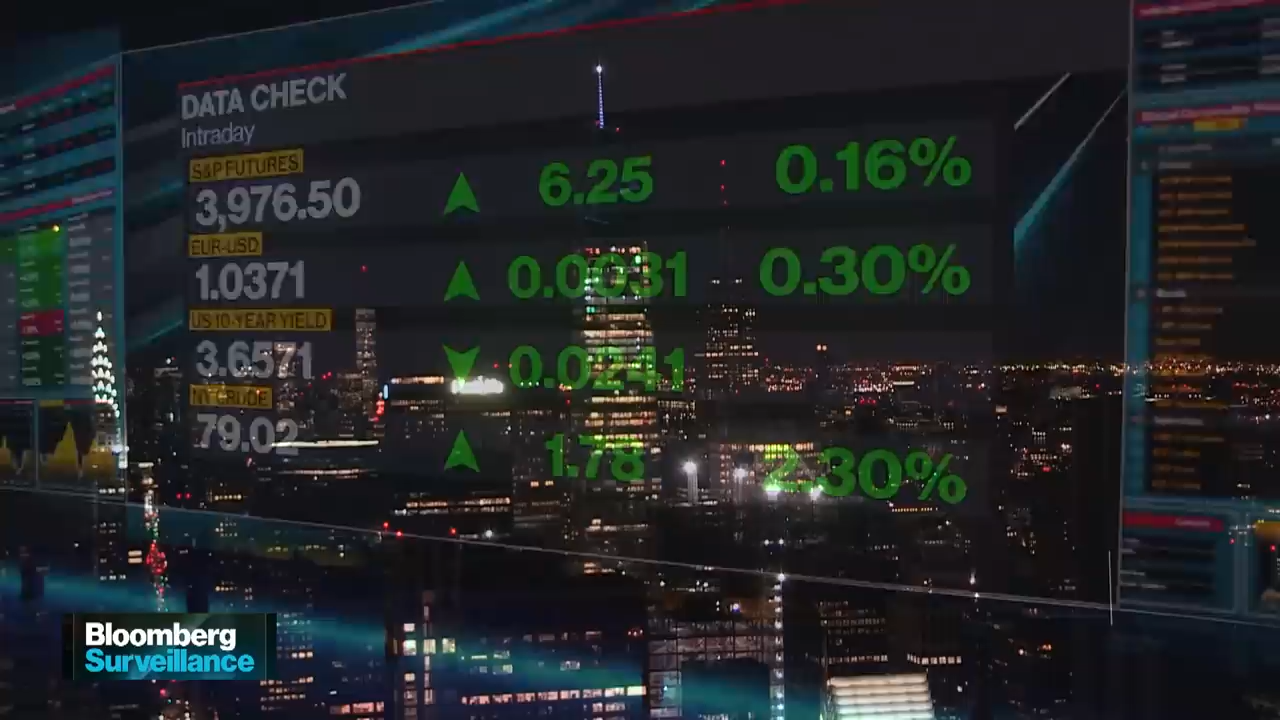 DATA CHECK
Intraday
S&P FUTURES
3,976.50 ▲ 6.25 0.16%
EUR-USD
1.0371 ▲ 0.0031 0.30%
US 10-YEAR YIELD
3.6571 ▼ 0.0241
NY CRUDE
79.02 ▲ 1.78 2.30%
Bloomberg
Surveillance